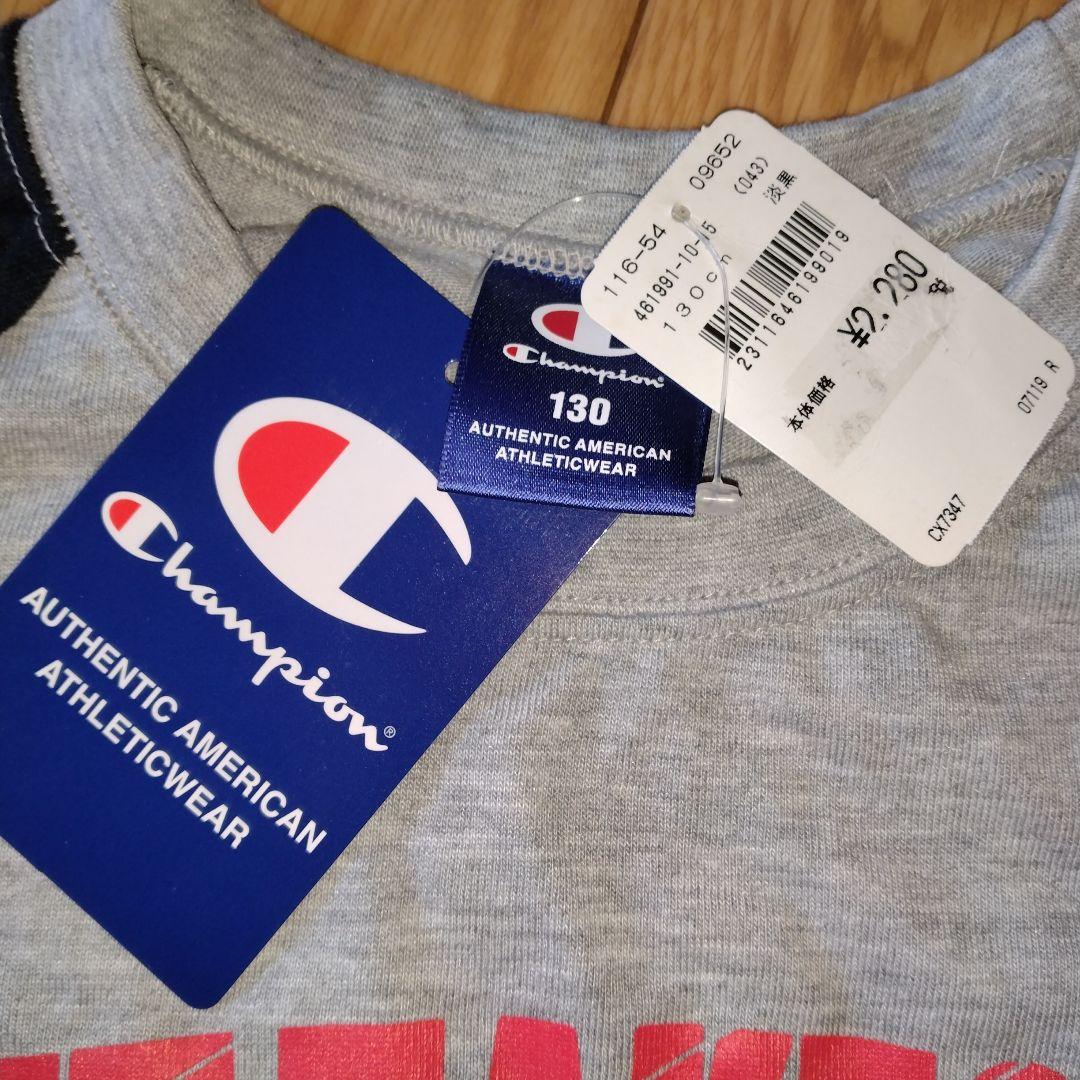 Champion®
AUTHENTIC AMERICAN
ATHLETICWEAR
Champion
130
AUTHENTIC AMERICAN
ATHLETICWEAR
116-54 09652
461991-10-15 (043)
130cm 淡黒
2311646199019
本体価格 ¥2,280
CX7347 07119 R